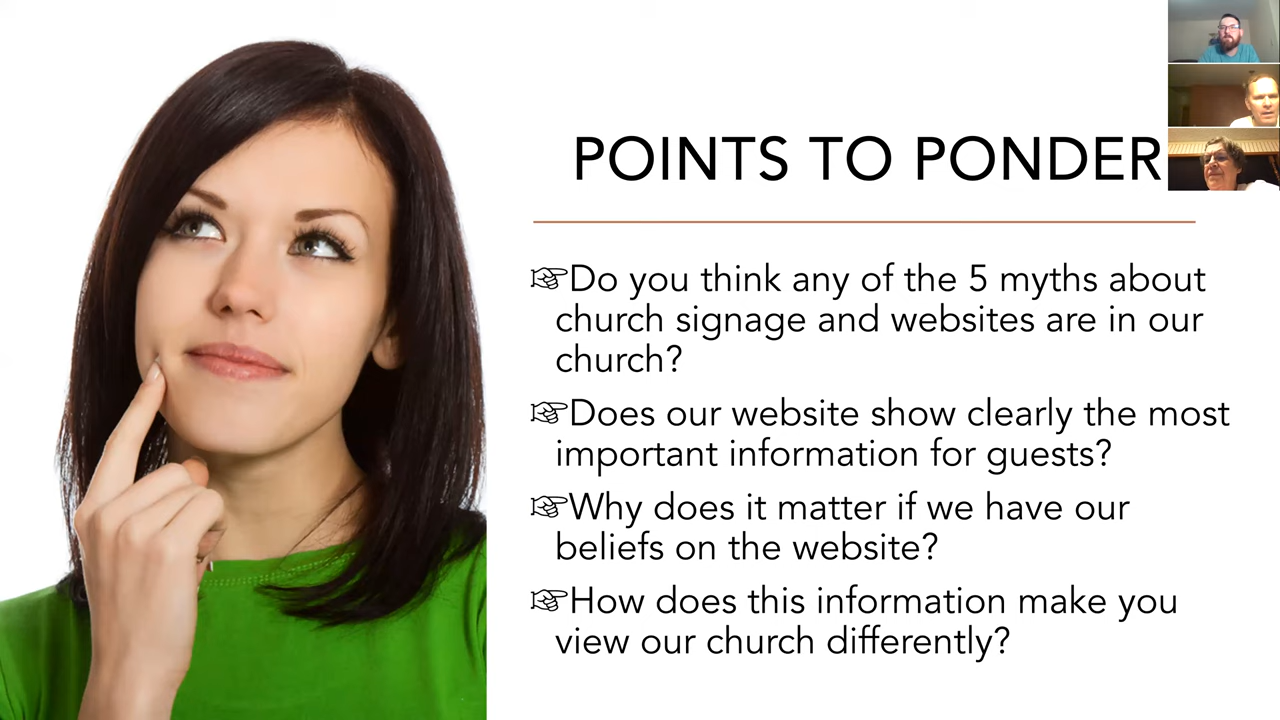 POINTS TO PONDER
☞Do you think any of the 5 myths about
church signage and websites are in our
church?
☞Does our website show clearly the most
important information for guests?
☞Why does it matter if we have our
beliefs on the website?
☞How does this information make you
view our church differently?